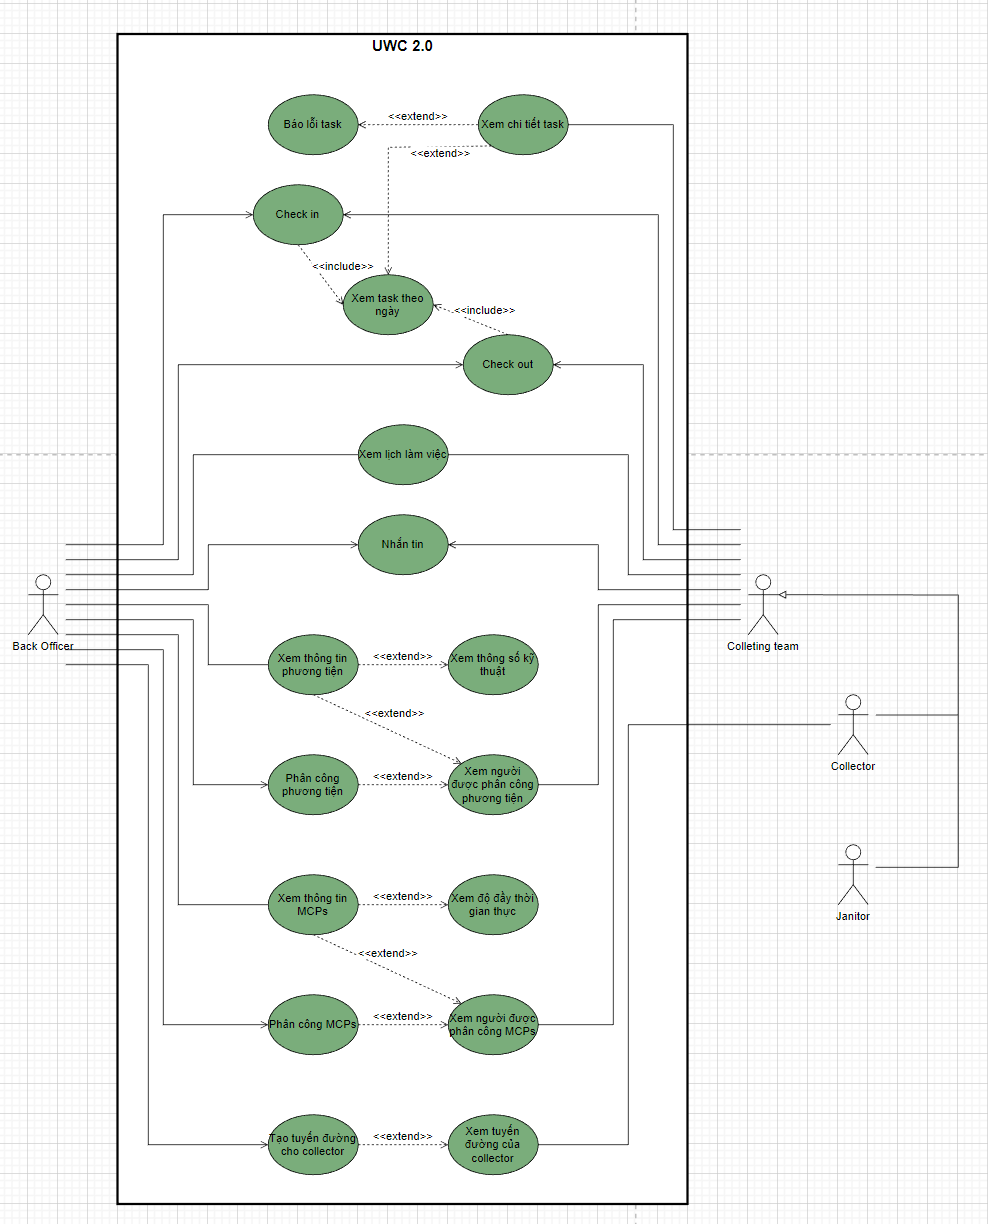 UWC 2.0
Báo lỗi task
<<extend>>
Xem chi tiết task
<<extend>>
Check in
<<include>>
Xem task theo
ngày
<<include>>
Check out
Xem lịch làm việc
Nhắn tin
Back Officer
Colleting team
Xem thông tin
phương tiện
<<extend>>
Xem thông số kỹ
thuật
<<extend>>
Collector
Phân công
phương tiện
<<extend>>
Xem người
được phân công
phương tiện
Xem thông tin
MCPs
<<extend>>
Xem độ đầy thời
gian thực
Janitor
<<extend>>
Phân công MCPs
<<extend>>
Xem người được
phân công MCPs
Tạo tuyến đường
cho collector
<<extend>>
Xem tuyến
đường của
collector